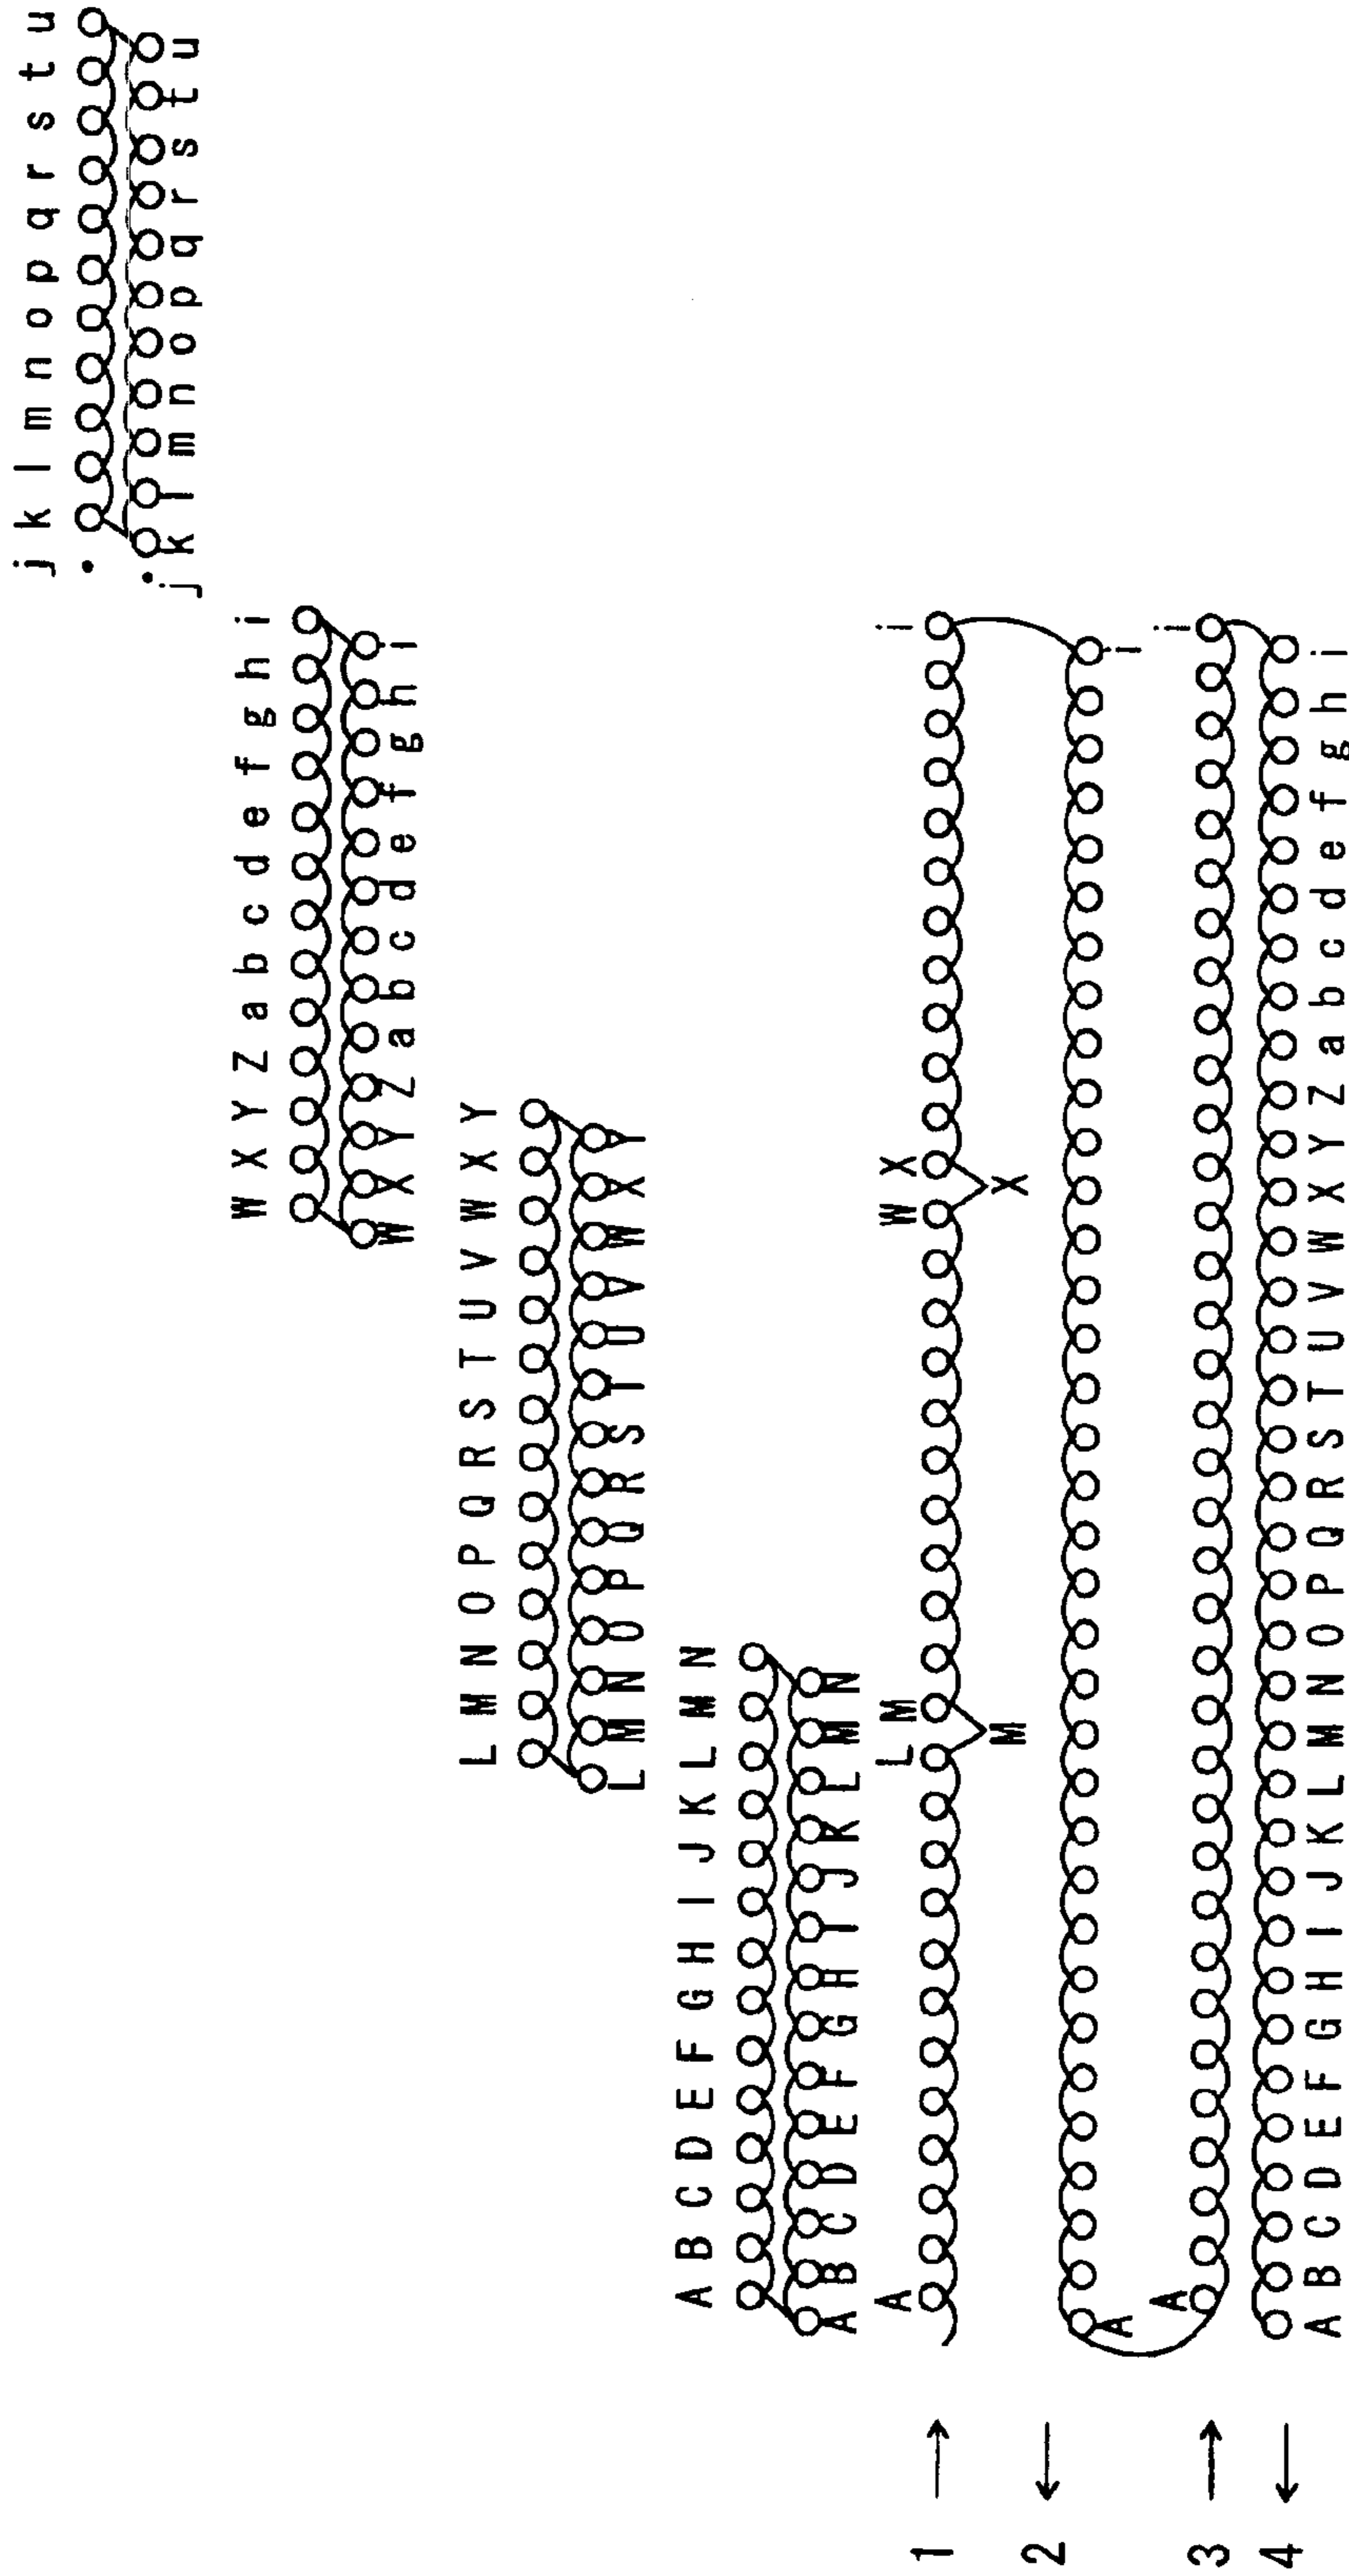 j k l m n o p q r s t u
j k l m n o p q r s t u
W X Y Z a b c d e f g h i
W X Y Z a b c d e f g h i
L M N O P Q R S T U V W X Y
L M N O P Q R S T U V W X Y
A B C D E F G H I J K L M N
A B C D E F G H I J K L M N
1 A L M W X i
M X
2 A i
3 A i
4
A B C D E F G H I J K L M N O P Q R S T U V W X Y Z a b c d e f g h i